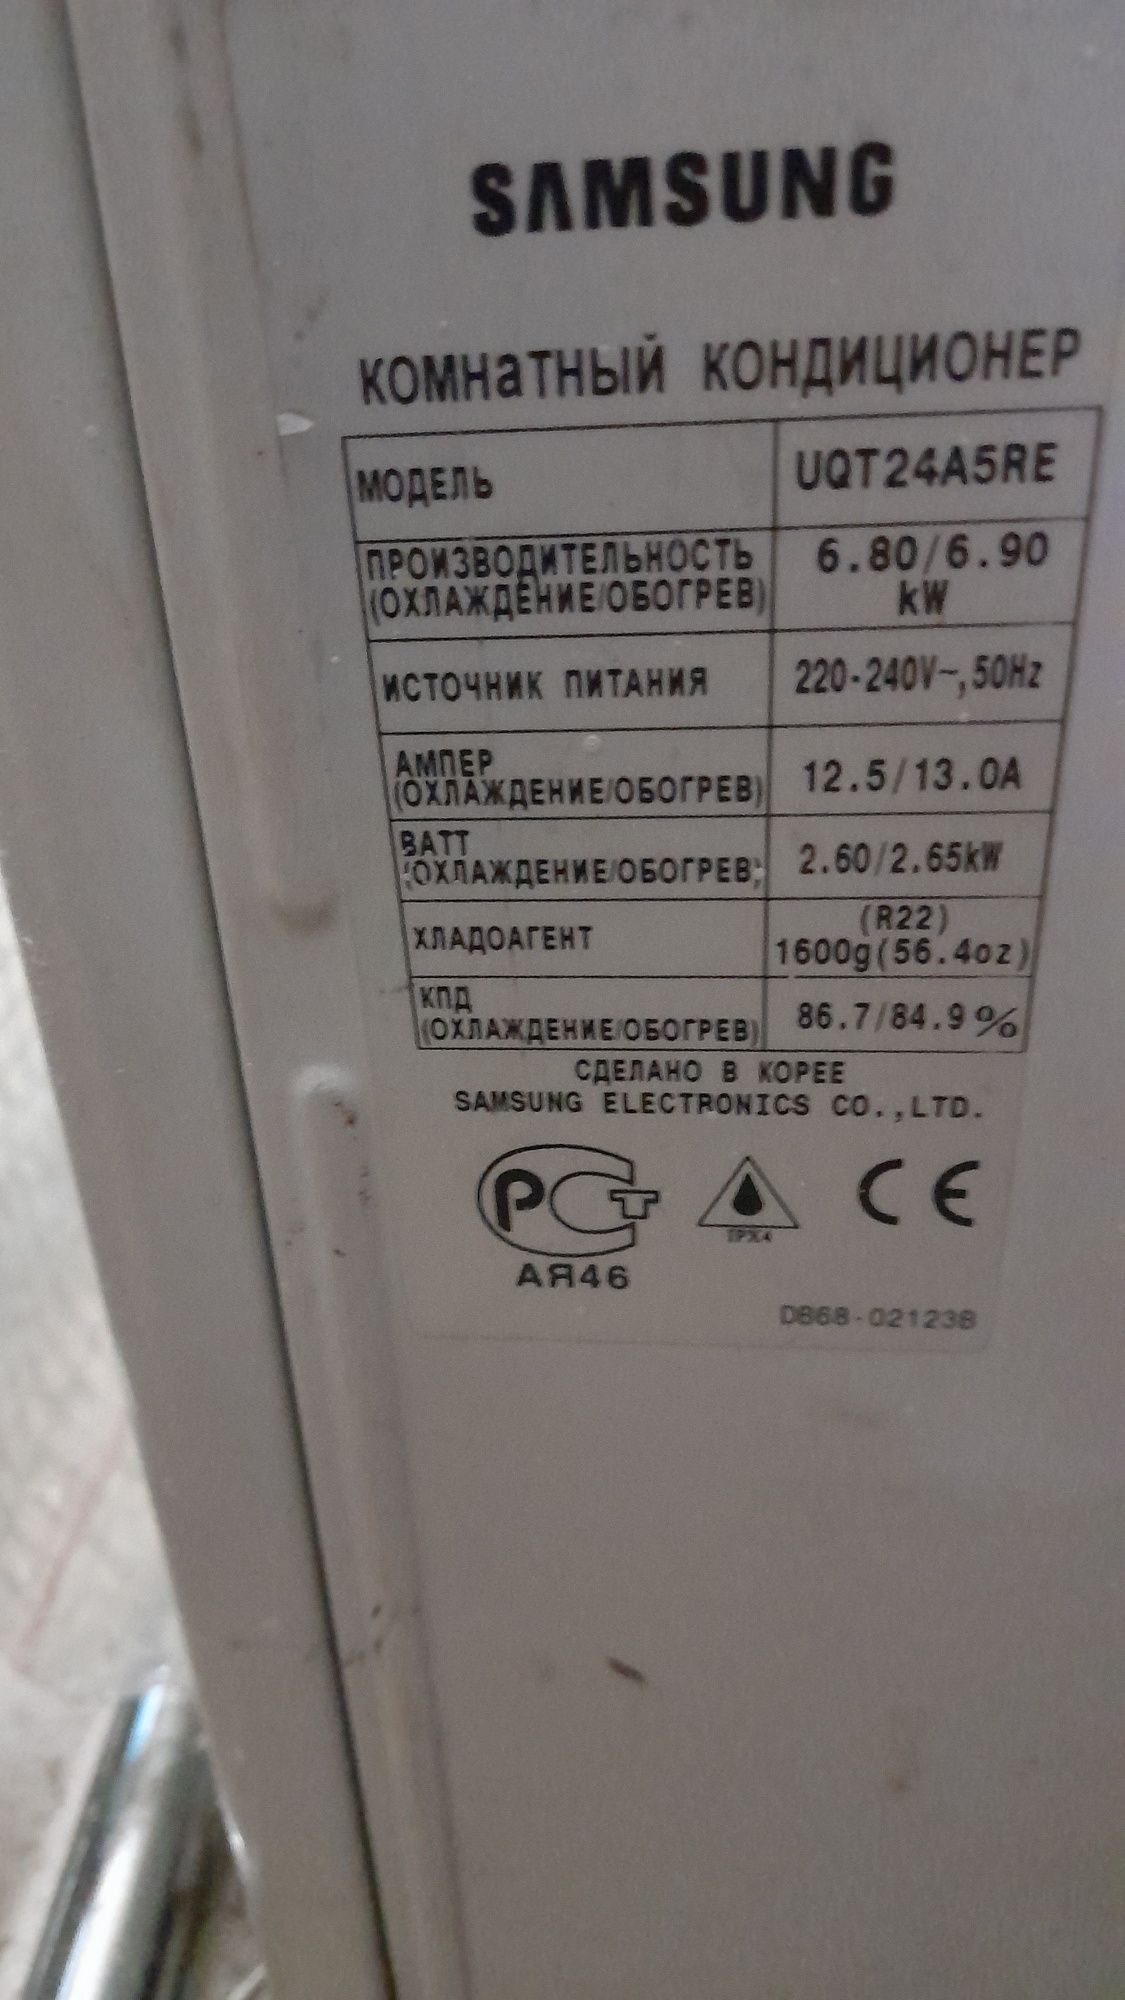 SAMSUNG
КОМНаТНЫЙ КОНДИЦИОНЕР
МОДЕЛЬ UQT24A5RE
ПРОИЗВОДИТЕЛЬНОСТЬ 6.80/6.90
(ОХЛАЖДЕНИЕ/ОБОГРЕВ) kW
ИСТОЧНИК ПИТАНИЯ 220-240V~,50Hz
АМПЕР
(ОХЛАЖДЕНИЕ/ОБОГРЕВ) 12.5/13.0A
ВАТТ
(ОХЛАЖДЕНИЕ/ОБОГРЕВ) 2.60/2.65kW
ХЛАДОАГЕНТ (R22)
1600g(56.4oz)
КПД
(ОХЛАЖДЕНИЕ/ОБОГРЕВ) 86.7/84.9%
СДЕЛАНО В КОРЕЕ
SAMSUNG ELECTRONICS CO.,LTD.
РСТ
IPX4
CE
АЯ46
DB68-02123B